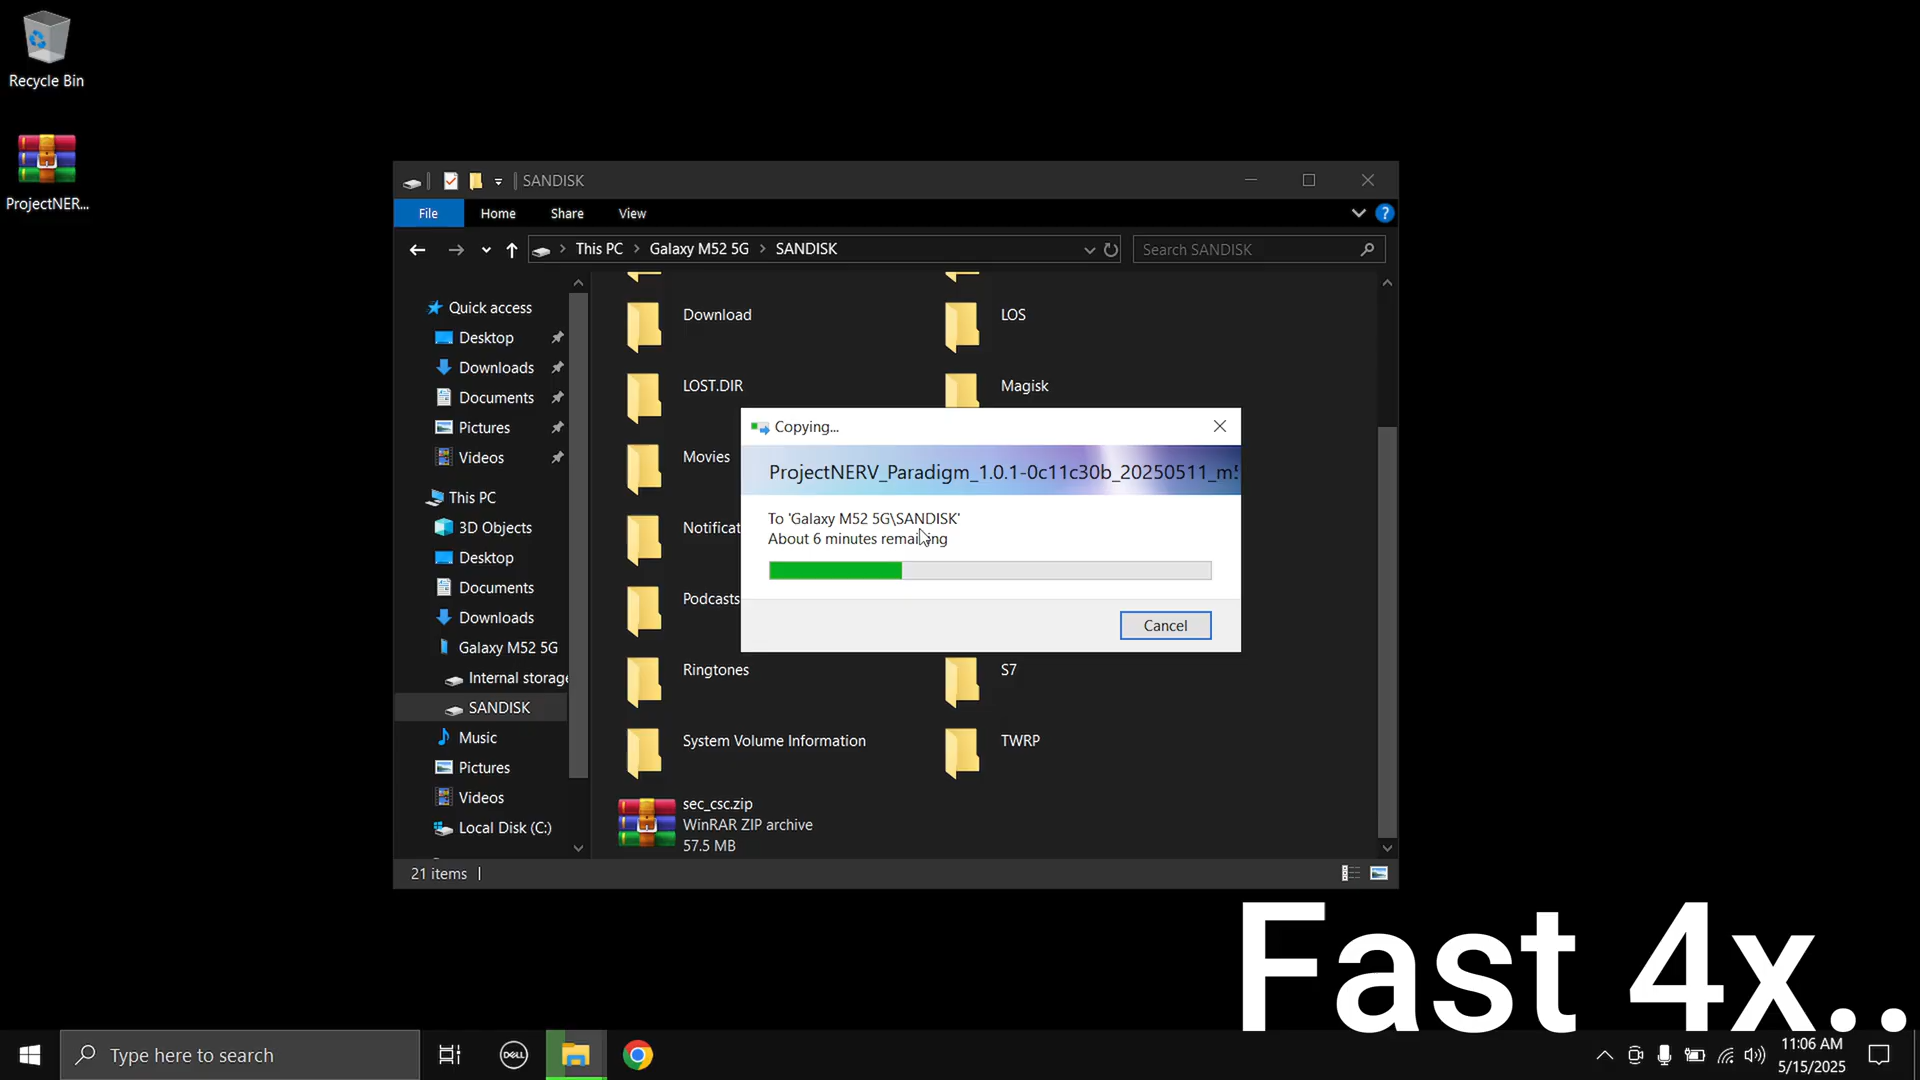 Recycle Bin
ProjectNER...
SANDISK
File
Home
Share
View
?
This PC
Galaxy M52 5G
SANDISK
Search SANDISK
Quick access
Desktop
Downloads
Documents
Pictures
Videos
This PC
3D Objects
Desktop
Documents
Downloads
Galaxy M52 5G
Internal storage
SANDISK
Music
Pictures
Videos
Local Disk (C:)
Download
LOS
LOST.DIR
Magisk
Movies
Notificat
Podcasts
Ringtones
S7
System Volume Information
TWRP
sec_csc.zip
WinRAR ZIP archive
57.5 MB
Copying...
ProjectNERV_Paradigm_1.0.1-0c11c30b_20250511_m5
To 'Galaxy M52 5G\SANDISK'
About 6 minutes remaining
Cancel
21 items
Fast 4x..
Type here to search
DELL
11:06 AM
5/15/2025